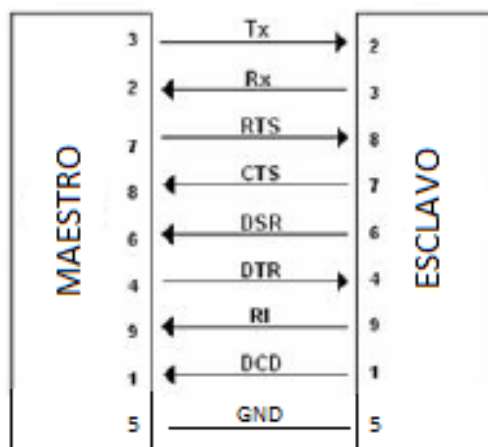 MAESTRO
ESCLAVO
3 Tx 2
2 Rx 3
7 RTS 8
8 CTS 7
6 DSR 6
4 DTR 4
9 RI 9
1 DCD 1
5 GND 5